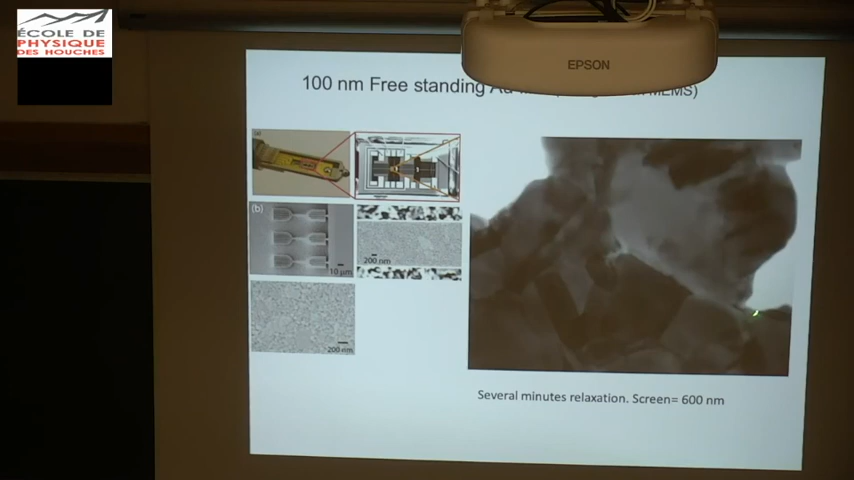 ÉCOLE DE
PHYSIQUE
DES HOUCHES
EPSON
100 nm Free standing MEMS)
(a)
(b)
10 µm
200 nm
200 nm
Several minutes relaxation. Screen= 600 nm